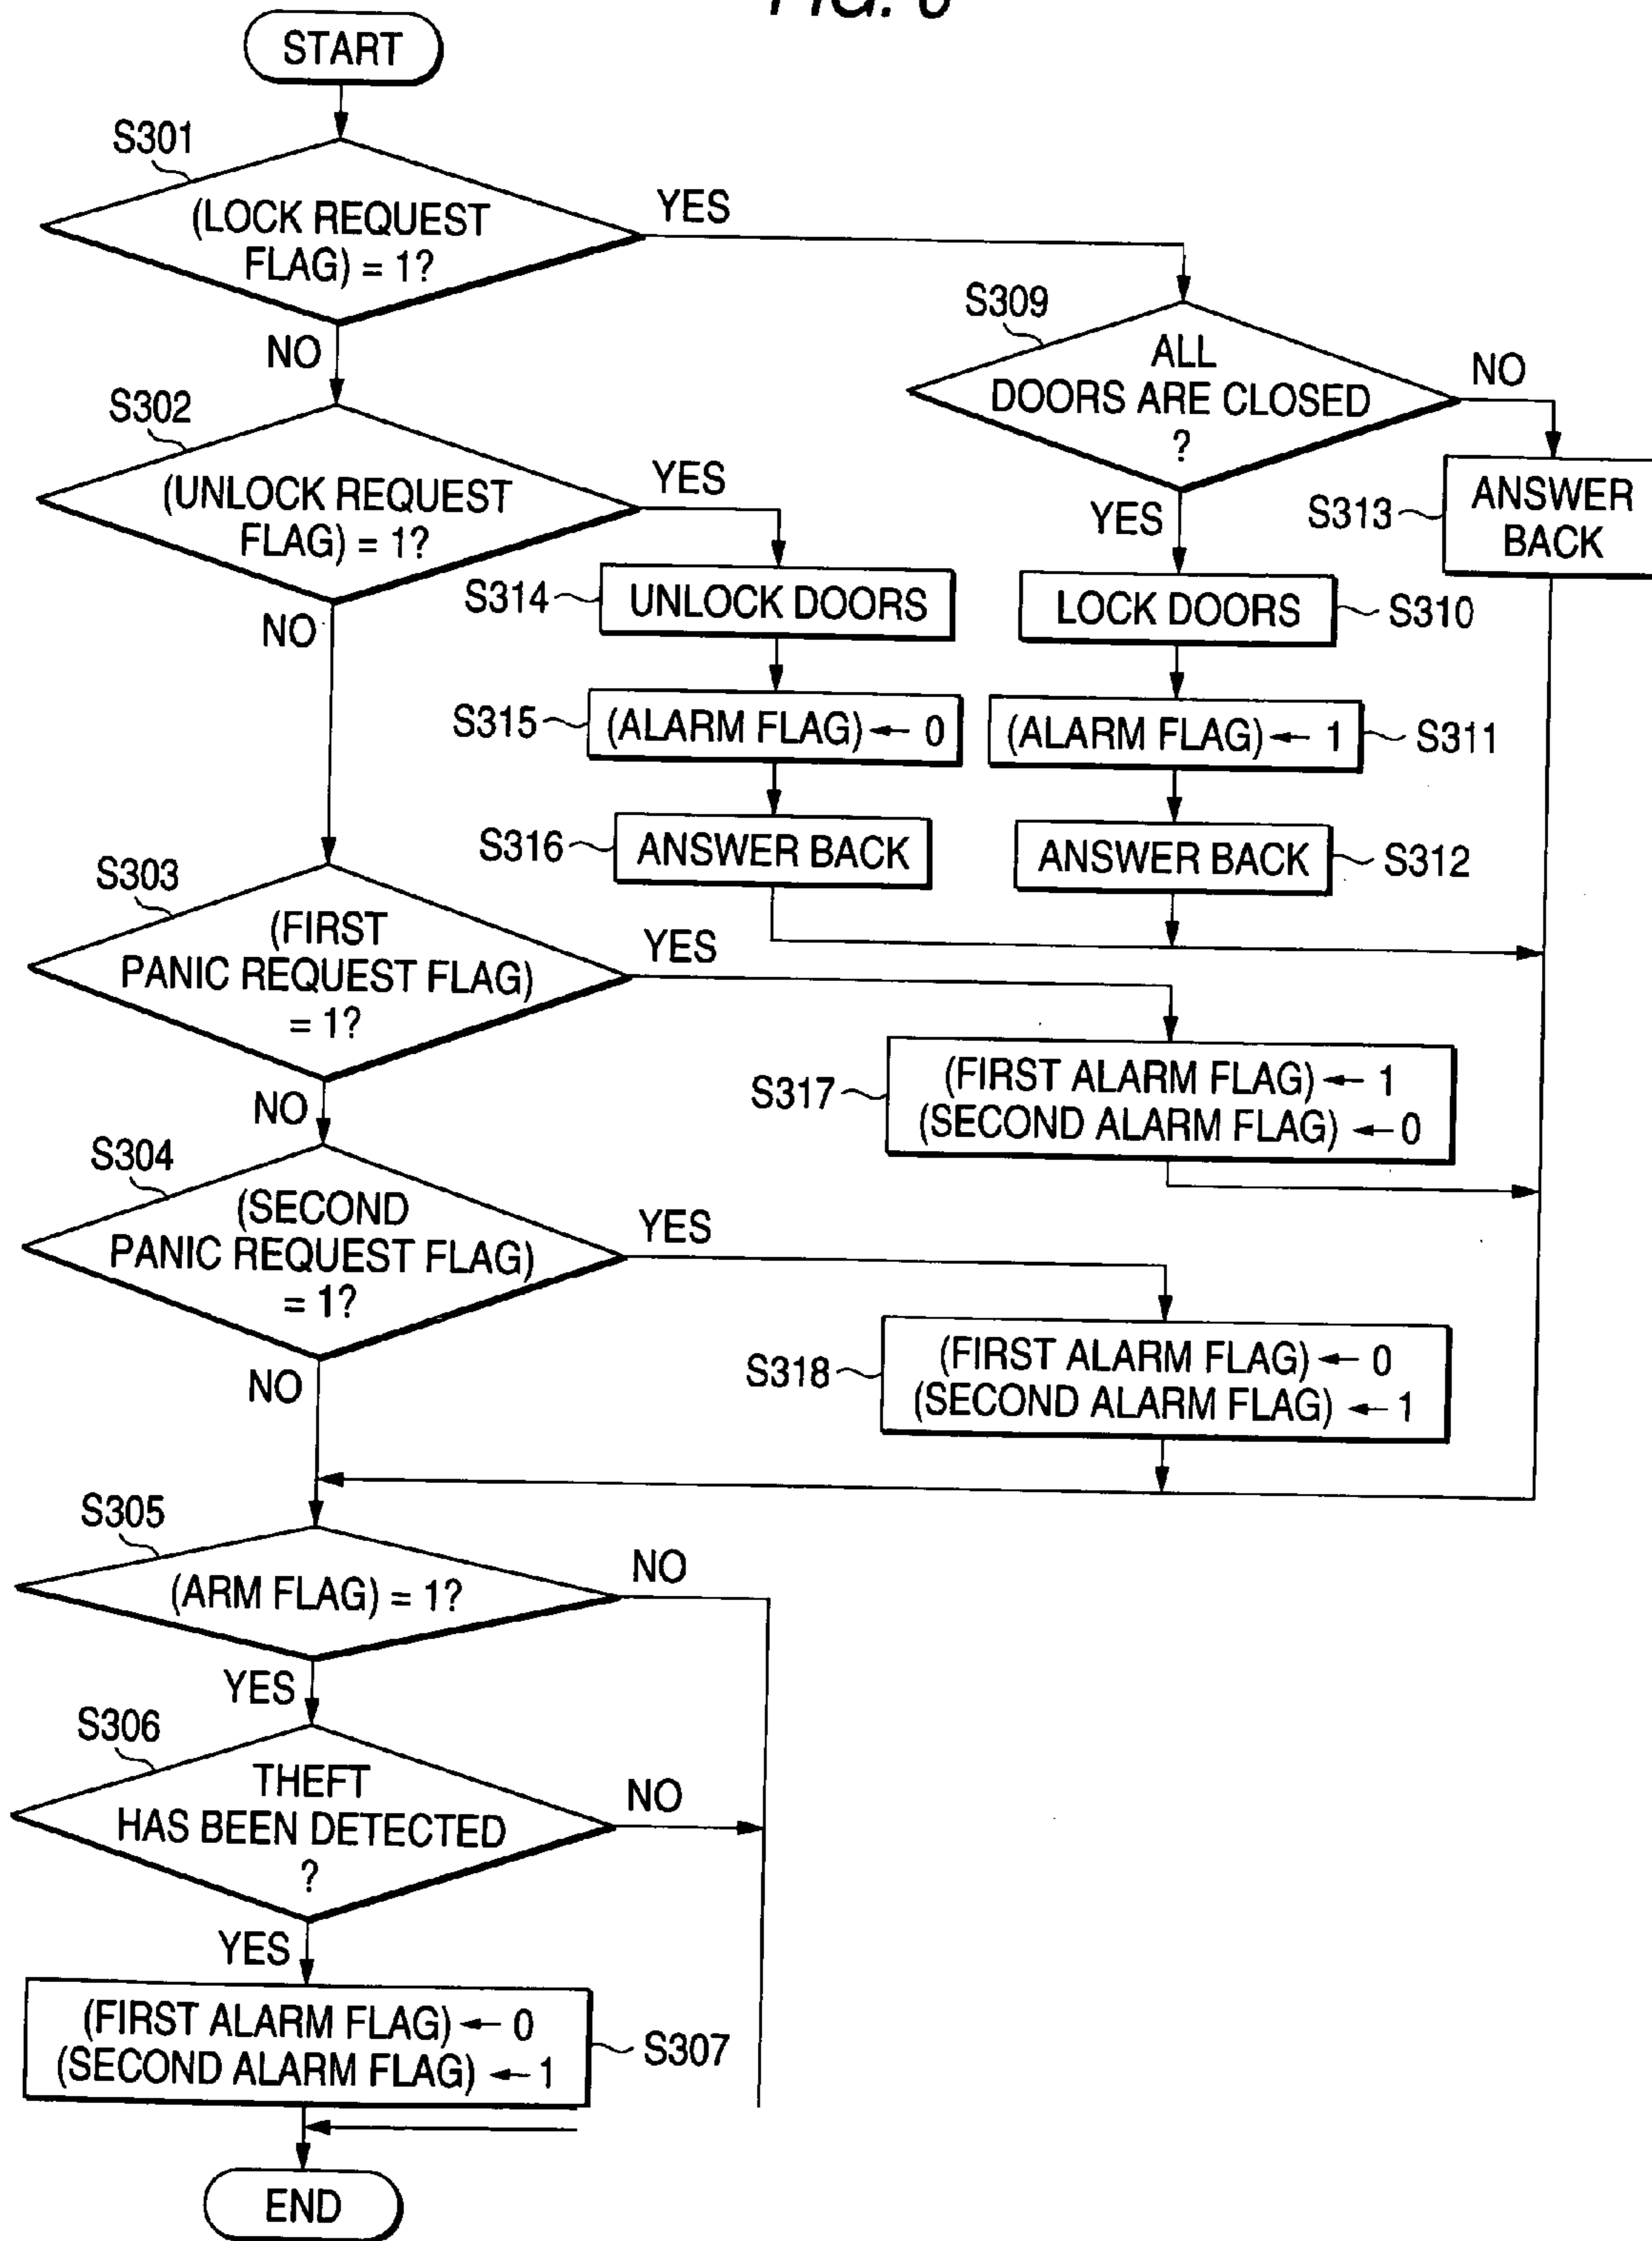 START
S301
(LOCK REQUEST
FLAG) = 1?
YES
NO
S309
ALL
DOORS ARE CLOSED
?
NO
YES
S313
ANSWER
BACK
S302
(UNLOCK REQUEST
FLAG) = 1?
YES
NO
S314
UNLOCK DOORS
LOCK DOORS
S310
S315
(ALARM FLAG) ← 0
(ALARM FLAG) ← 1
S311
S316
ANSWER BACK
ANSWER BACK
S312
S303
(FIRST
PANIC REQUEST FLAG)
= 1?
YES
NO
S317
(FIRST ALARM FLAG) ← 1
(SECOND ALARM FLAG) ← 0
S304
(SECOND
PANIC REQUEST FLAG)
= 1?
YES
NO
S318
(FIRST ALARM FLAG) ← 0
(SECOND ALARM FLAG) ← 1
S305
(ARM FLAG) = 1?
NO
YES
S306
THEFT
HAS BEEN DETECTED
?
NO
YES
(FIRST ALARM FLAG) ← 0
(SECOND ALARM FLAG) ← 1
S307
END